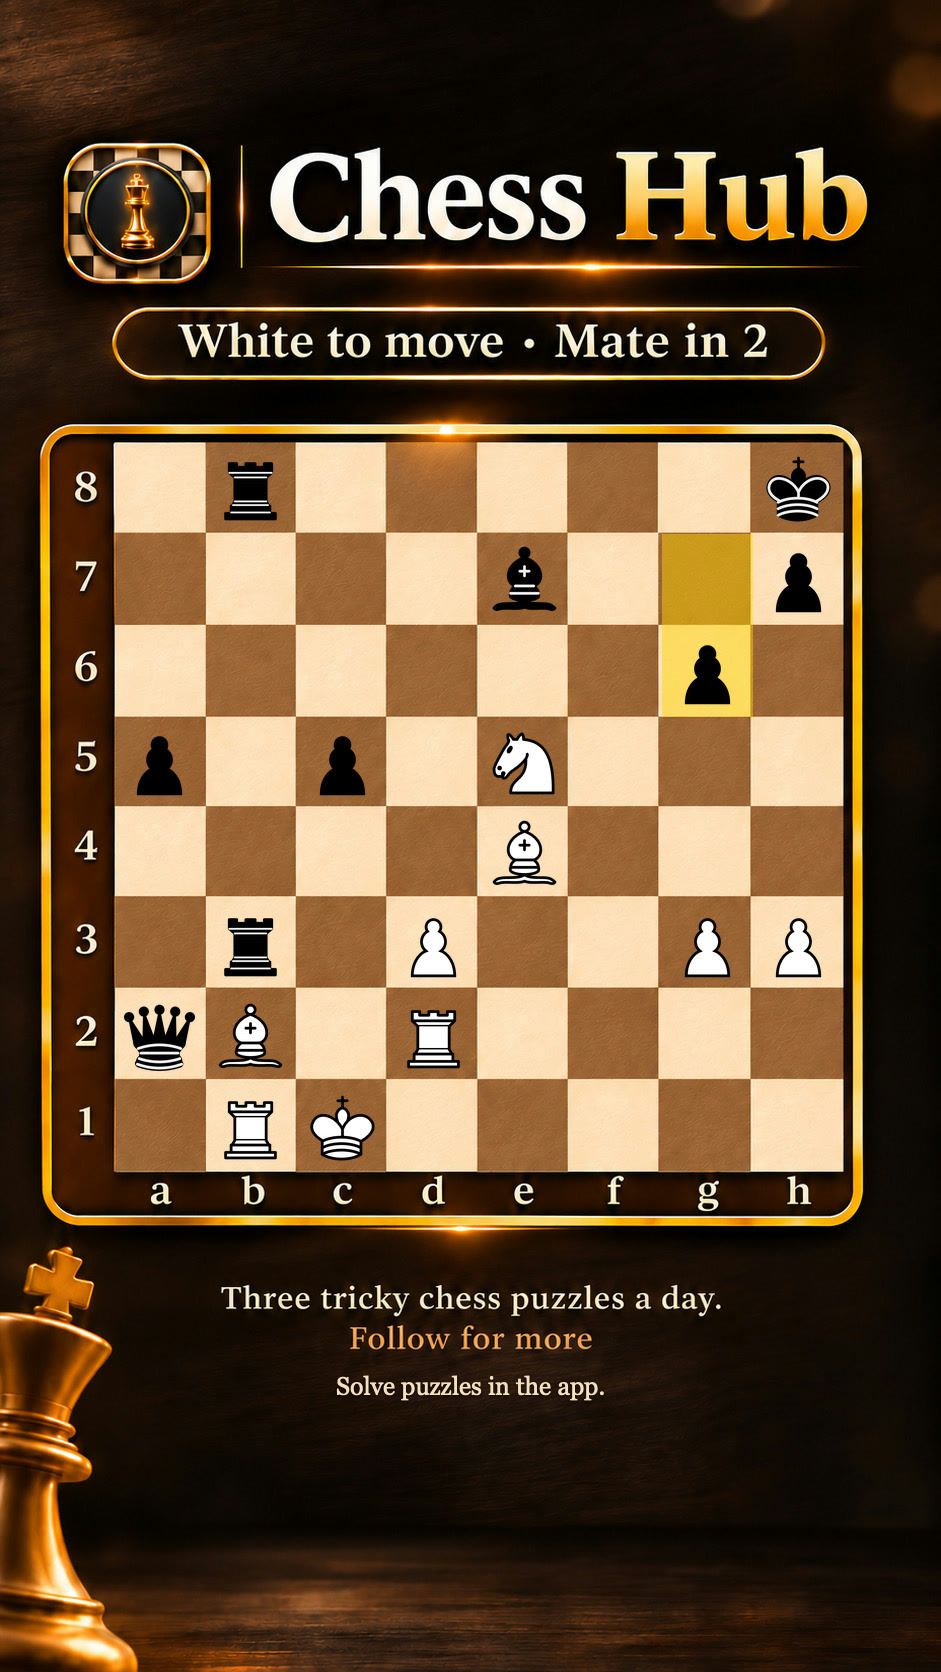 Chess Hub
White to move · Mate in 2
8
7
6
5
4
3
2
1
a b c d e f g h
Three tricky chess puzzles a day.
Follow for more
Solve puzzles in the app.